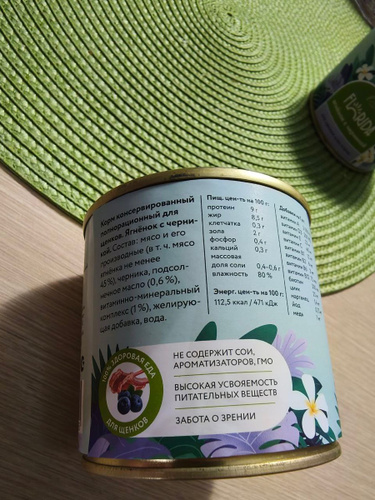 Корм консервированный
полнорационный для
щенков. Ягнёнок с черни-
кой. Состав: мясо и его
производные (в т. ч. мясо
ягнёнка не менее
45%), черника, подсол-
нечное масло (0,6 %),
витаминно-минеральный
комплекс (1%), желирую-
щая добавка, вода.
Пищ. цен-ть на 100 г:
протеин 9 г
жир 8,5 г
клетчатка 0,3 г
зола 2 г
фосфор 0,4 г
кальций 0,3 г
массовая
доля соли 0,4-0,6 г
влажность 80 %
Энерг. цен-ть на 100 г:
112,5 ккал / 471 кДж
100% ЗДОРОВАЯ ЕДА
ДЛЯ ЩЕНКОВ
НЕ СОДЕРЖИТ СОИ,
АРОМАТИЗАТОРОВ, ГМО
ВЫСОКАЯ УСВОЯЕМОСТЬ
ПИТАТЕЛЬНЫХ ВЕЩЕСТВ
ЗАБОТА О ЗРЕНИИ